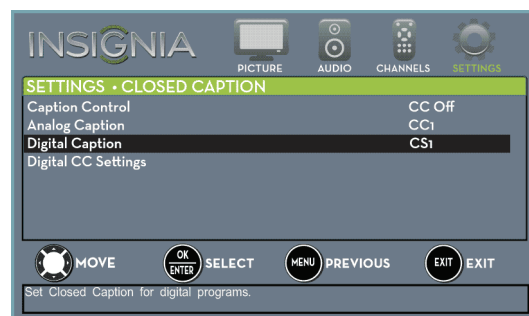 INSIGNIA
PICTURE AUDIO CHANNELS SETTINGS
SETTINGS • CLOSED CAPTION
Caption Control CC Off
Analog Caption CC1
Digital Caption CS1
Digital CC Settings
MOVE OK ENTER SELECT MENU PREVIOUS EXIT EXIT
Set Closed Caption for digital programs.